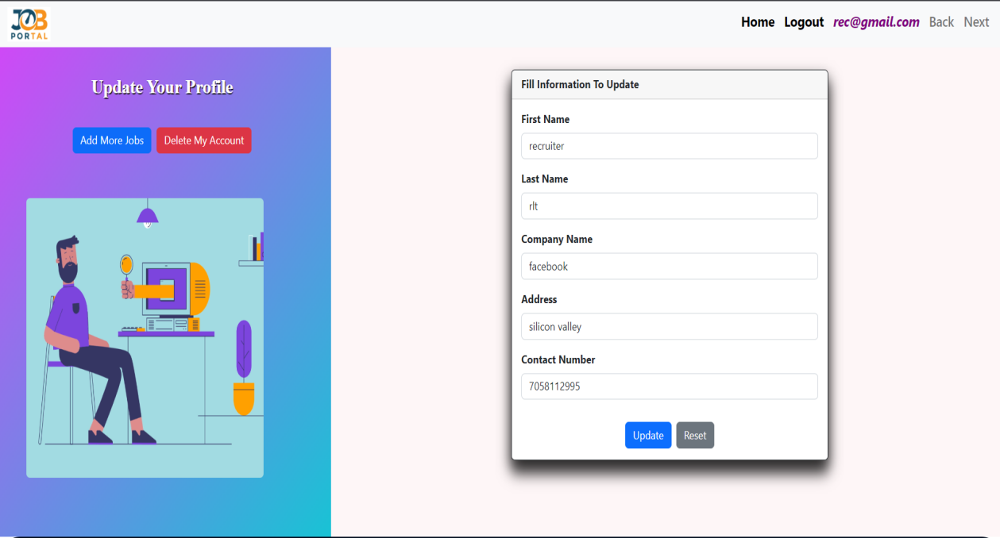 JOB
PORTAL
Home Logout rec@gmail.com Back Next
Update Your Profile
Add More Jobs Delete My Account
Fill Information To Update
First Name
recruiter
Last Name
rlt
Company Name
facebook
Address
silicon valley
Contact Number
7058112995
Update Reset